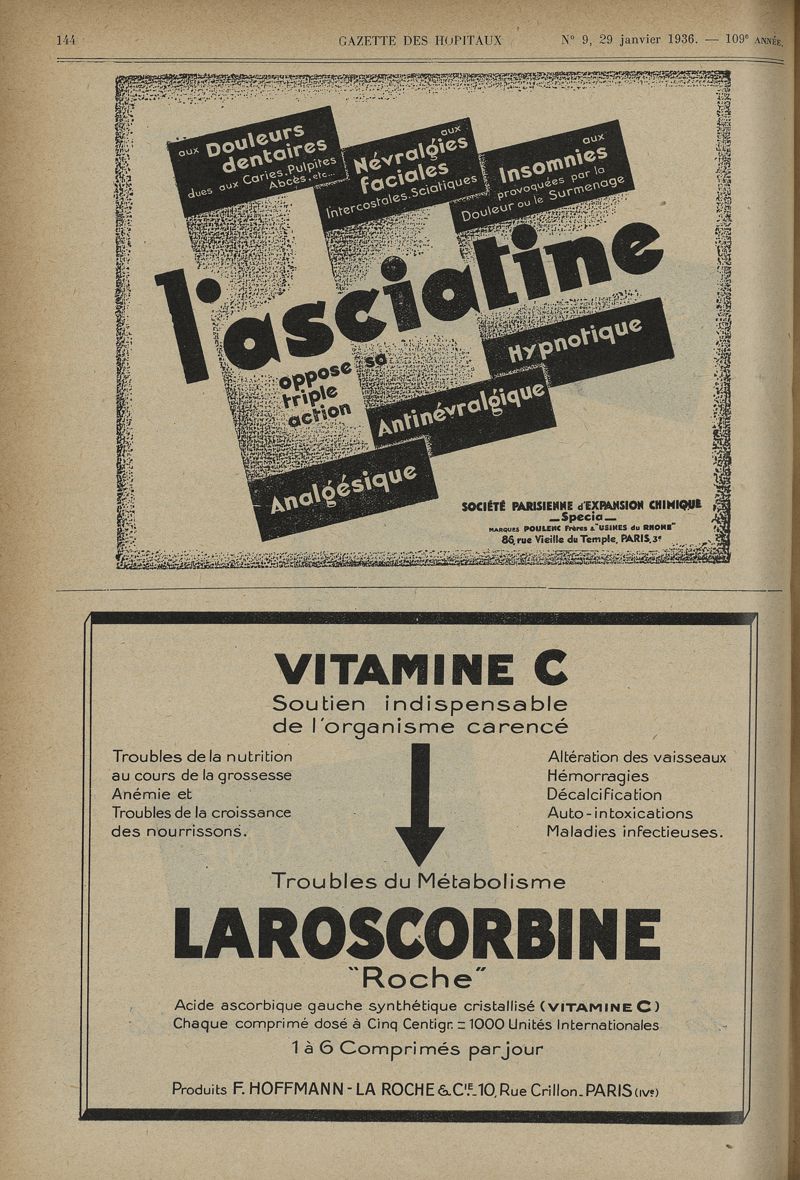 144 GAZETTE DES HOPITAUX N° 9, 29 janvier 1936. — 109e ANNÉE.
aux Douleurs
dentaires
dues aux Caries, Pulpites
Abcès, etc...
aux
Névralgies
faciales
Intercostales. Sciatiques
aux
Insomnies
provoquées par la
Douleur ou le Surmenage
l'asciatine
oppose sa
triple
action
Hypnotique
Antinévralgique
Analgésique
SOCIÉTÉ PARISIENNE d'EXPANSION CHIMIQUE
— Specia —
MARQUES POULENC Frères & "USINES du RHONE"
86, rue Vieille du Temple, PARIS, 3e
VITAMINE C
Soutien indispensable
de l'organisme carencé
Troubles de la nutrition
au cours de la grossesse
Anémie et
Troubles de la croissance
des nourrissons.
Altération des vaisseaux
Hémorragies
Décalcification
Auto-intoxications
Maladies infectieuses.
Troubles du Métabolisme
LAROSCORBINE
"Roche"
Acide ascorbique gauche synthétique cristallisé (VITAMINE C)
Chaque comprimé dosé à Cinq Centigr. = 1000 Unités Internationales
1 à 6 Comprimés par jour
Produits F. HOFFMANN-LA ROCHE & CIE. 10, Rue Crillon. PARIS (IVe)